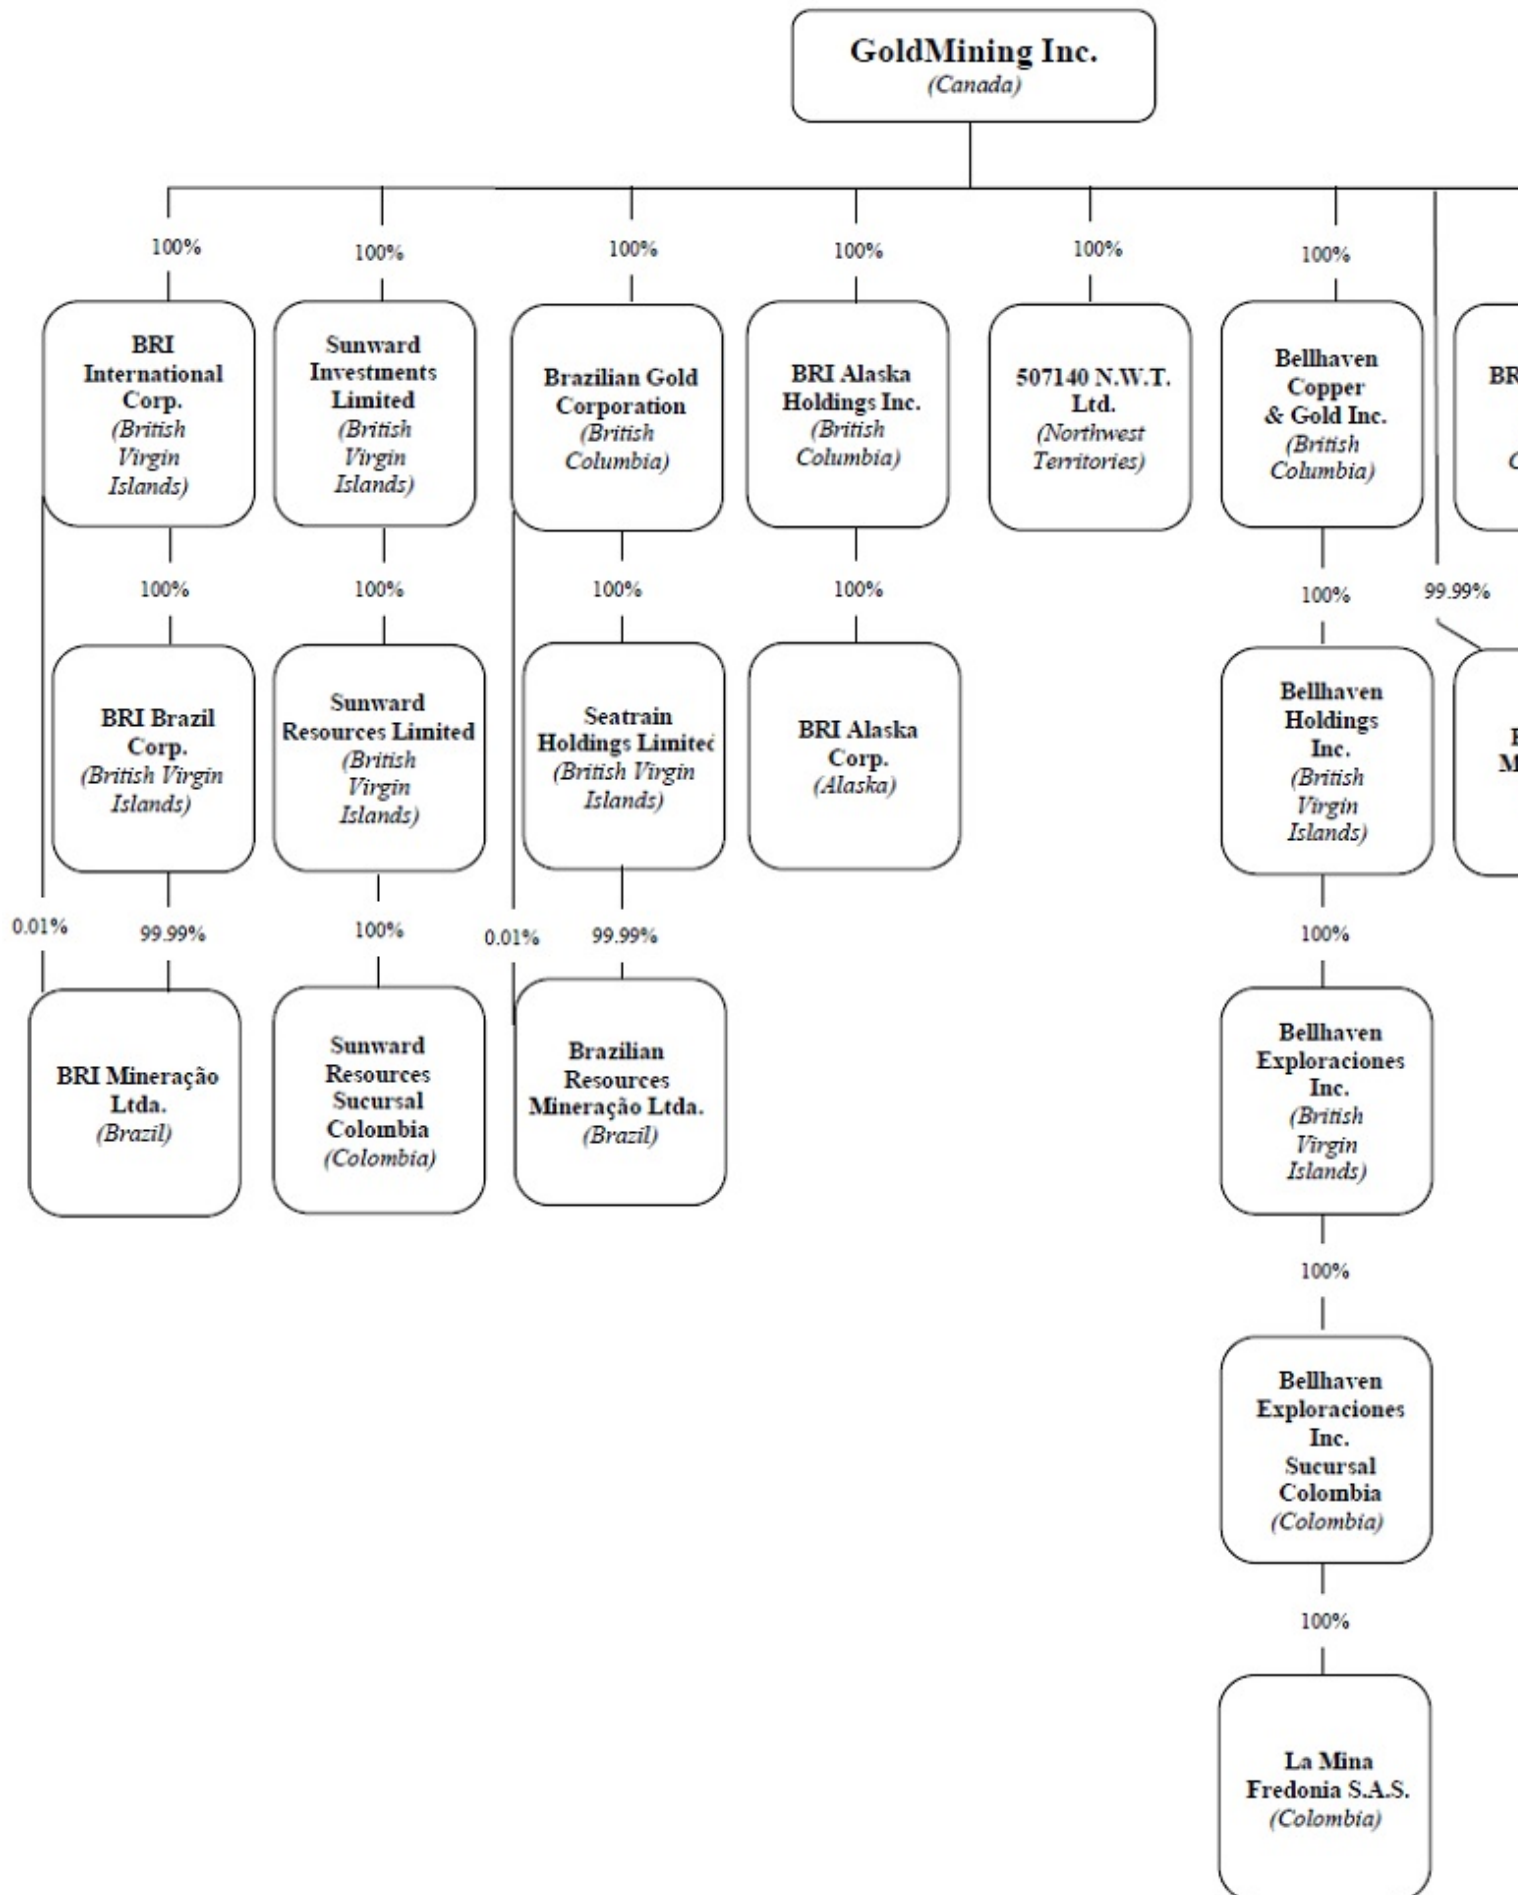 GoldMining Inc.
(Canada)
100%
100%
100%
100%
100%
100%
BRI
International
Corp.
(British
Virgin
Islands)
Sunward
Investments
Limited
(British
Virgin
Islands)
Brazilian Gold
Corporation
(British
Columbia)
BRI Alaska
Holdings Inc.
(British
Columbia)
507140 N.W.T.
Ltd.
(Northwest
Territories)
Bellhaven
Copper
& Gold Inc.
(British
Columbia)
100%
100%
100%
100%
100%
99.99%
BRI Brazil
Corp.
(British Virgin
Islands)
Sunward
Resources Limited
(British
Virgin
Islands)
Seatrain
Holdings Limited
(British Virgin
Islands)
BRI Alaska
Corp.
(Alaska)
Bellhaven
Holdings
Inc.
(British
Virgin
Islands)
0.01%
99.99%
100%
0.01%
99.99%
100%
BRI Mineração
Ltda.
(Brazil)
Sunward
Resources
Sucursal
Colombia
(Colombia)
Brazilian
Resources
Mineração Ltda.
(Brazil)
Bellhaven
Exploraciones
Inc.
(British
Virgin
Islands)
100%
Bellhaven
Exploraciones
Inc.
Sucursal
Colombia
(Colombia)
100%
La Mina
Fredonia S.A.S.
(Colombia)